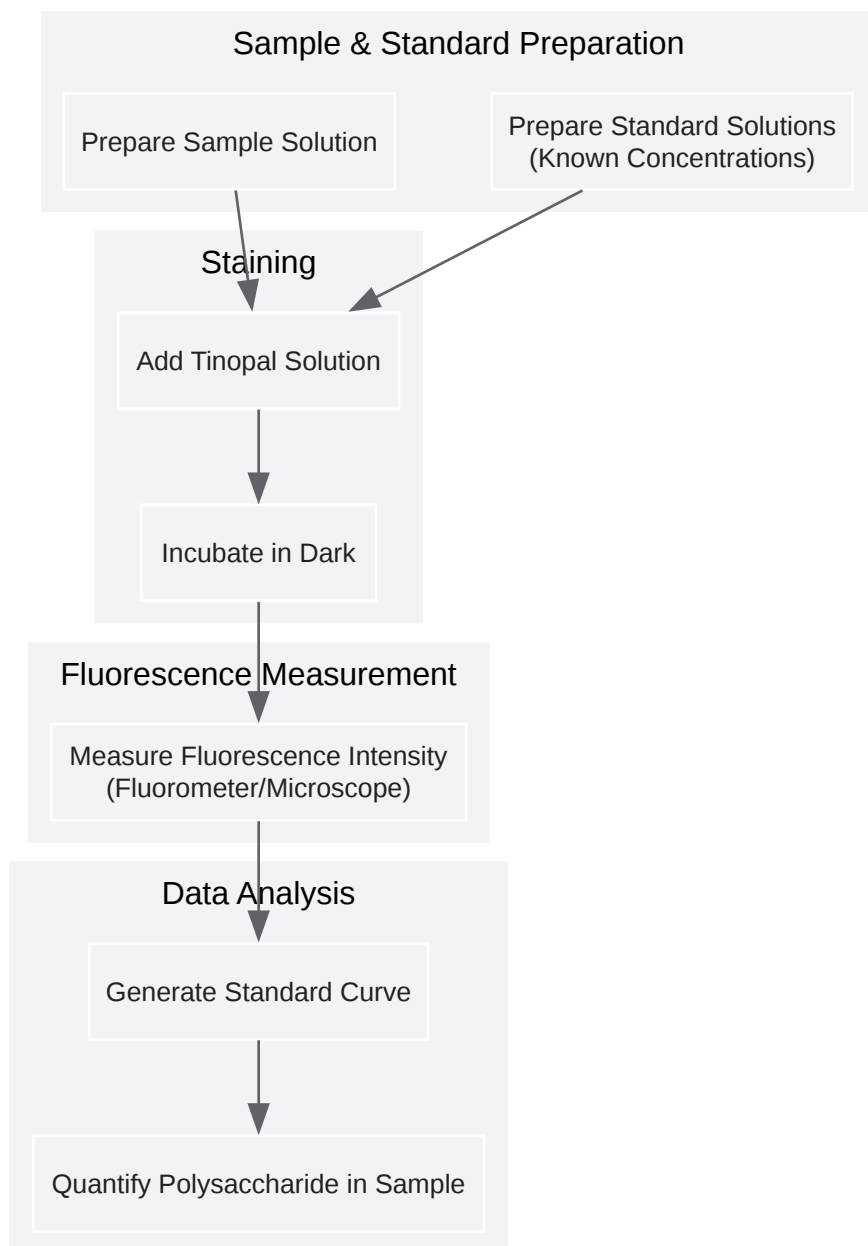 Sample & Standard Preparation
Prepare Sample Solution
Prepare Standard Solutions
(Known Concentrations)
Staining
Add Tinopal Solution
Incubate in Dark
Fluorescence Measurement
Measure Fluorescence Intensity
(Fluorometer/Microscope)
Data Analysis
Generate Standard Curve
Quantify Polysaccharide in Sample